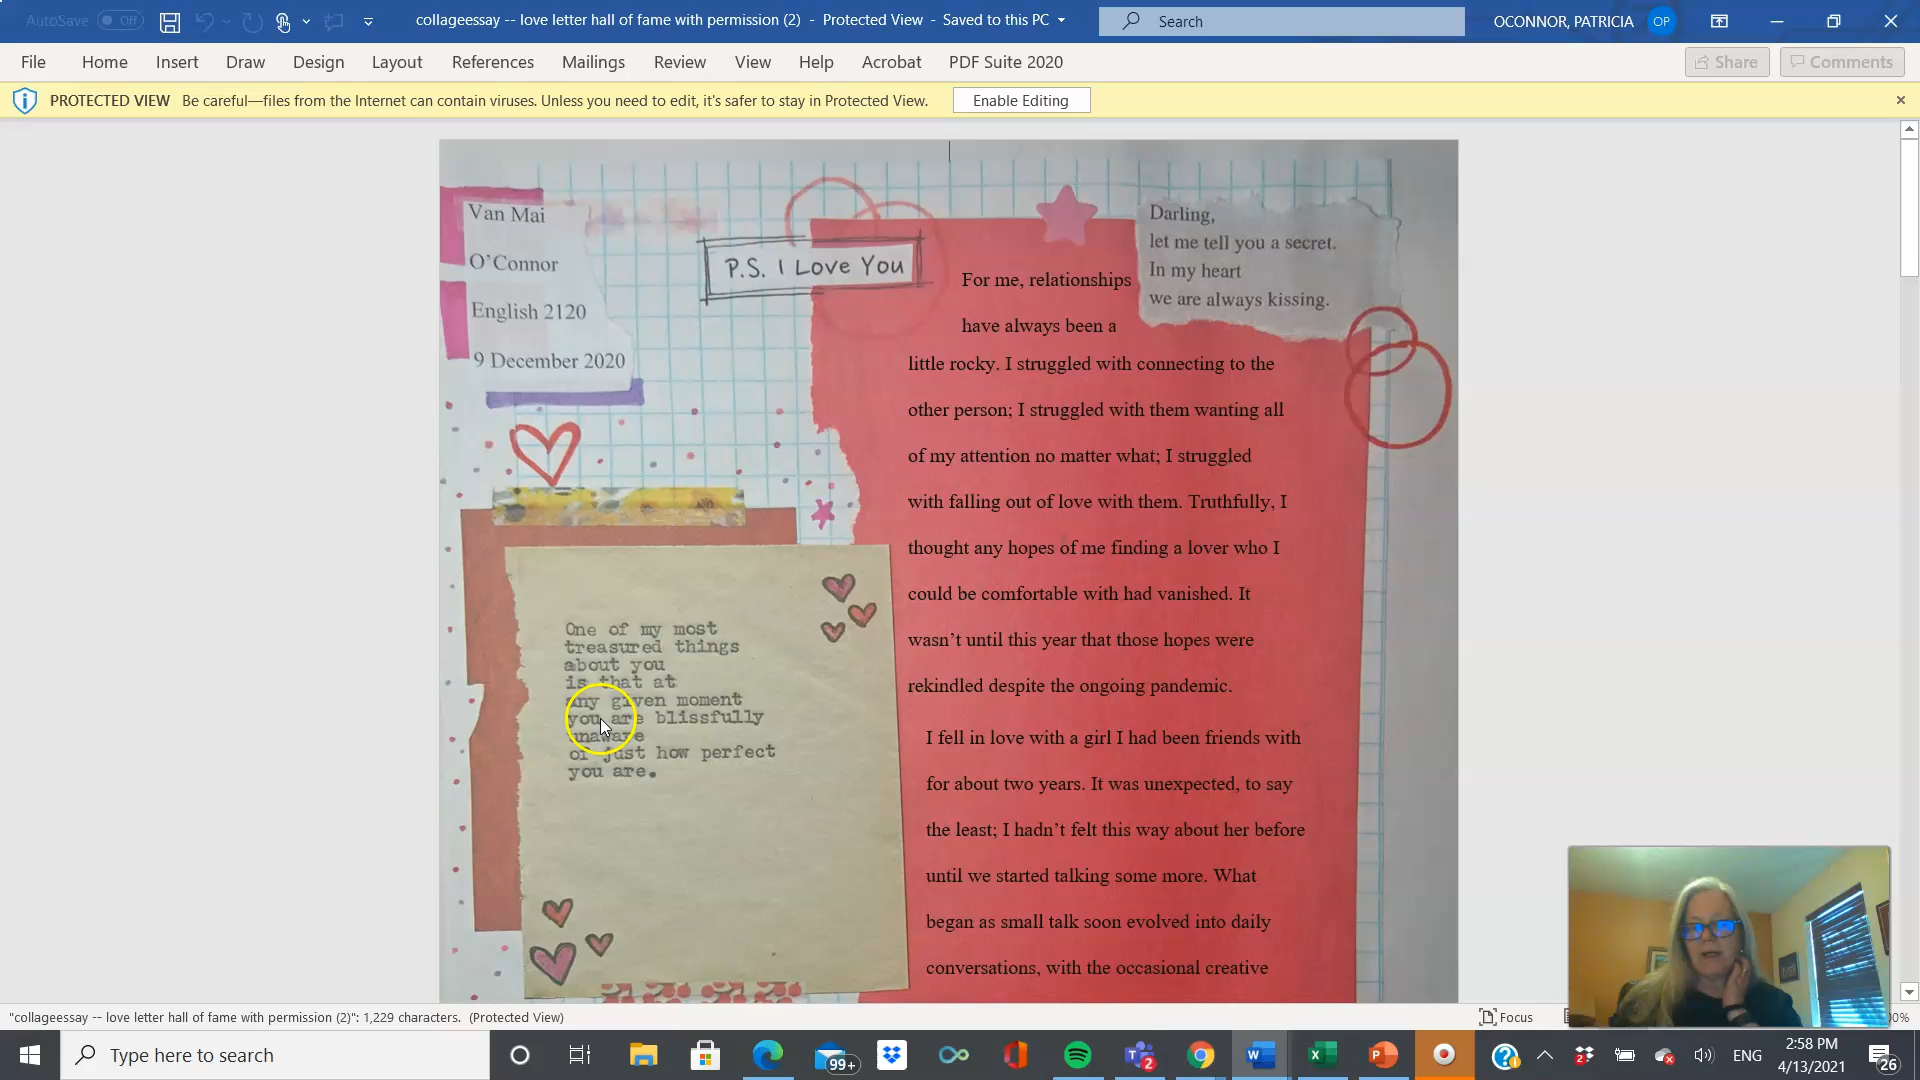 AutoSave Off
collageessay -- love letter hall of fame with permission (2) - Protected View - Saved to this PC
Search
OCONNOR, PATRICIA OP
File Home Insert Draw Design Layout References Mailings Review View Help Acrobat PDF Suite 2020 Share Comments
PROTECTED VIEW Be careful—files from the Internet can contain viruses. Unless you need to edit, it's safer to stay in Protected View. Enable Editing
Van Mai
O'Connor
English 2120
9 December 2020
P.S. I Love You
Darling,
let me tell you a secret.
In my heart
we are always kissing.
For me, relationships
have always been a
little rocky. I struggled with connecting to the
other person; I struggled with them wanting all
of my attention no matter what; I struggled
with falling out of love with them. Truthfully, I
thought any hopes of me finding a lover who I
could be comfortable with had vanished. It
wasn't until this year that those hopes were
rekindled despite the ongoing pandemic.
I fell in love with a girl I had been friends with
for about two years. It was unexpected, to say
the least; I hadn't felt this way about her before
until we started talking some more. What
began as small talk soon evolved into daily
conversations, with the occasional creative
One of my most
treasured things
about you
is that at
any given moment
you are blissfully
unaware
of just how perfect
you are.
"collageessay -- love letter hall of fame with permission (2)": 1,229 characters. (Protected View)
Focus
Type here to search
99+
2
2
ENG
2:58 PM
4/13/2021
26